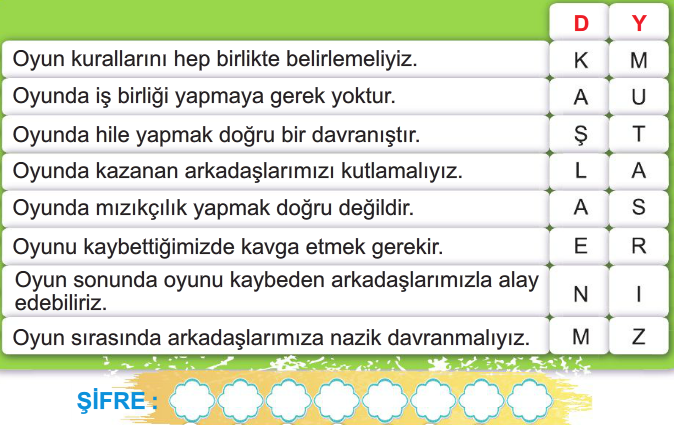 D Y
Oyun kurallarını hep birlikte belirlemeliyiz. K M
Oyunda iş birliği yapmaya gerek yoktur. A U
Oyunda hile yapmak doğru bir davranıştır. Ş T
Oyunda kazanan arkadaşlarımızı kutlamalıyız. L A
Oyunda mızıkçılık yapmak doğru değildir. A S
Oyunu kaybettiğimizde kavga etmek gerekir. E R
Oyun sonunda oyunu kaybeden arkadaşlarımızla alay
edebiliriz. N I
Oyun sırasında arkadaşlarımıza nazik davranmalıyız. M Z
ŞİFRE :